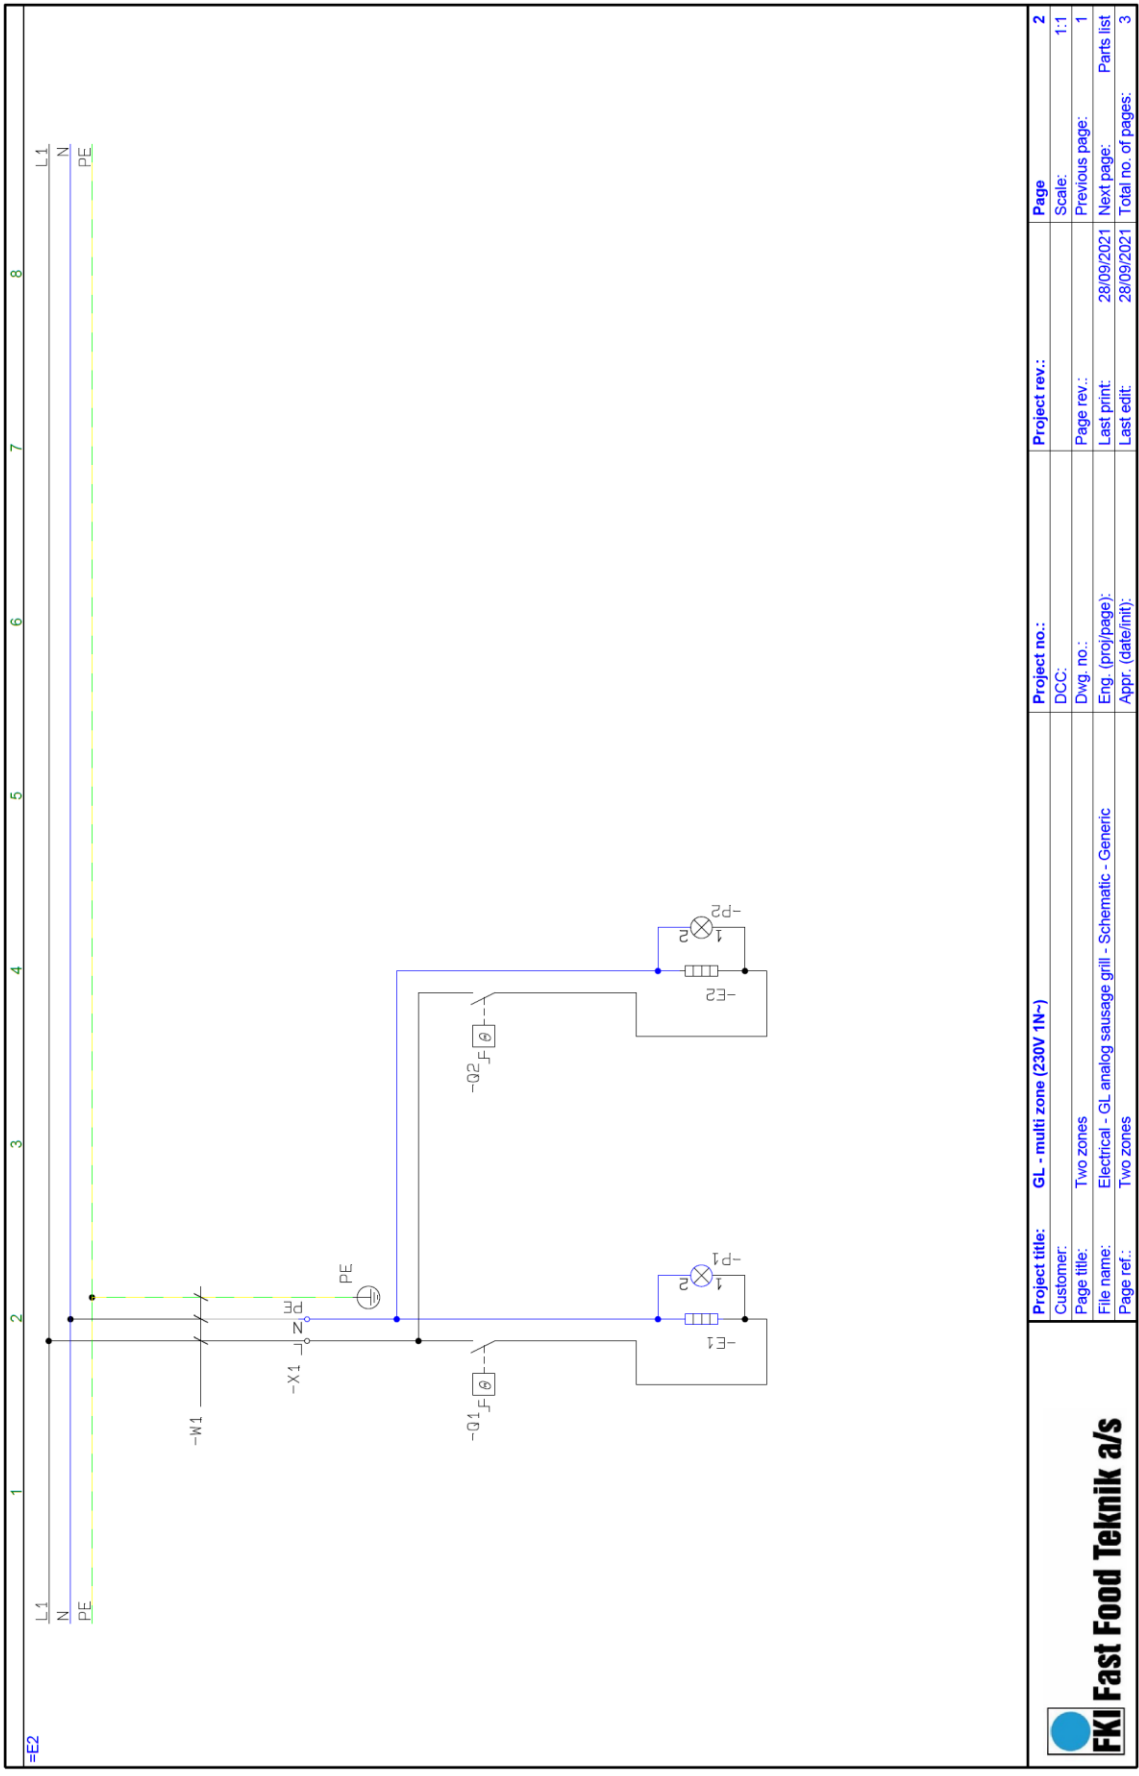 =E2
1 2 3 4 5 6 7 8
L1 L1
N N
PE PE
-W1
-X1 L N PE PE
-Q1 -Q2
-E1 -E2
1 2 1 2
-P1 -P2
FKI Fast Food Teknik a/s
Project title: GL - multi zone (230V 1N~) Project no.: Project rev.: Page 2
Customer: DCC: Scale: 1:1
Page title: Two zones Dwg. no.: Page rev.: Previous page: 1
File name: Electrical - GL analog sausage grill - Schematic - Generic Eng. (proj/page): Last print: 28/09/2021 Next page: Parts list
Page ref.: Two zones Appr. (date/init): Last edit: 28/09/2021 Total no. of pages: 3